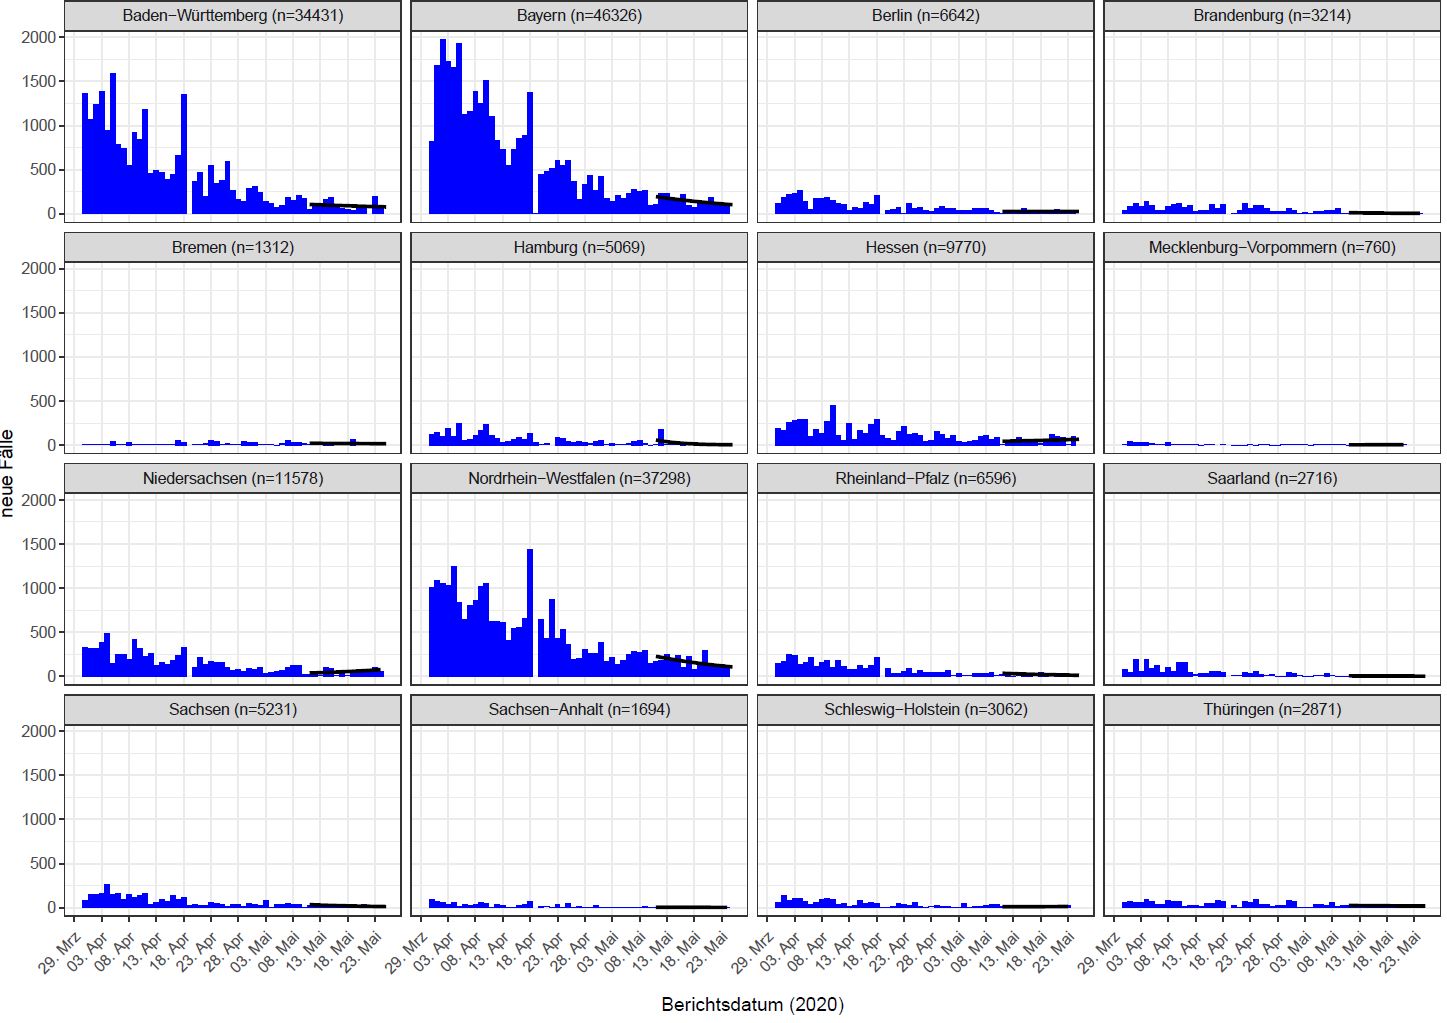 Baden−Württemberg (n=34431)
Bayern (n=46326)
Berlin (n=6642)
Brandenburg (n=3214)
2000
1500
1000
500
0
Bremen (n=1312)
Hamburg (n=5069)
Hessen (n=9770)
Mecklenburg−Vorpommern (n=760)
2000
1500
1000
500
0
neue Fälle
Niedersachsen (n=11578)
Nordrhein−Westfalen (n=37298)
Rheinland−Pfalz (n=6596)
Saarland (n=2716)
2000
1500
1000
500
0
Sachsen (n=5231)
Sachsen−Anhalt (n=1694)
Schleswig−Holstein (n=3062)
Thüringen (n=2871)
2000
1500
1000
500
0
29. Mrz
03. Apr
08. Apr
13. Apr
18. Apr
23. Apr
28. Apr
03. Mai
08. Mai
13. Mai
18. Mai
23. Mai
29. Mrz
03. Apr
08. Apr
13. Apr
18. Apr
23. Apr
28. Apr
03. Mai
08. Mai
13. Mai
18. Mai
23. Mai
29. Mrz
03. Apr
08. Apr
13. Apr
18. Apr
23. Apr
28. Apr
03. Mai
08. Mai
13. Mai
18. Mai
23. Mai
29. Mrz
03. Apr
08. Apr
13. Apr
18. Apr
23. Apr
28. Apr
03. Mai
08. Mai
13. Mai
18. Mai
23. Mai
Berichtsdatum (2020)